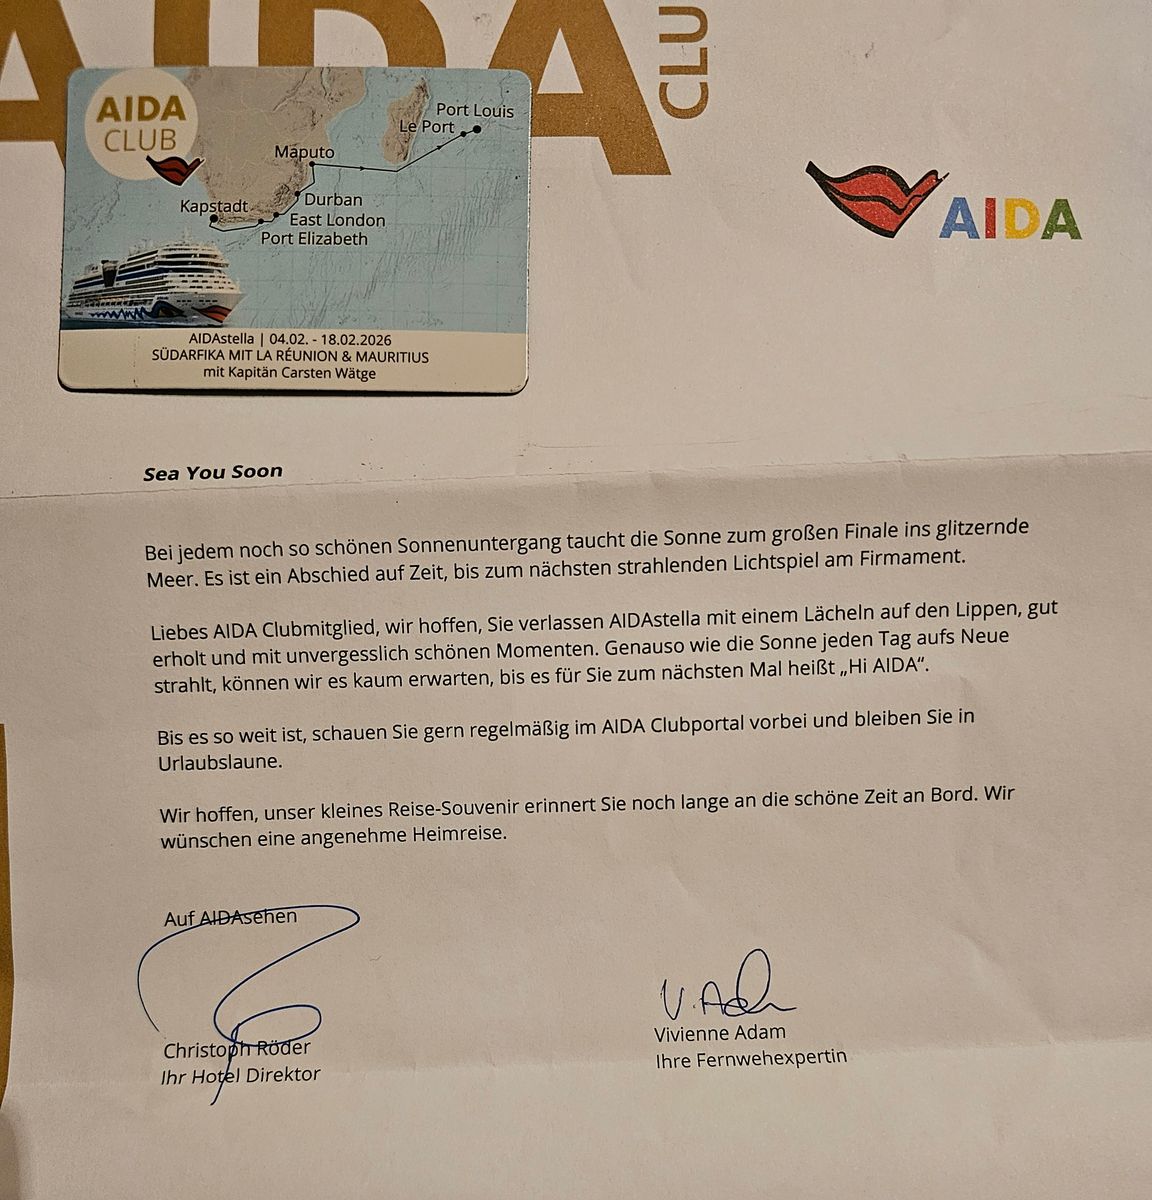 AIDA
CLU
AIDA
CLUB
Port Louis
Le Port
Maputo
Kapstadt
Durban
East London
Port Elizabeth
AIDAstella | 04.02. - 18.02.2026
SÜDARFIKA MIT LA RÉUNION & MAURITIUS
mit Kapitän Carsten Wätge
AIDA
Sea You Soon
Bei jedem noch so schönen Sonnenuntergang taucht die Sonne zum großen Finale ins glitzernde
Meer. Es ist ein Abschied auf Zeit, bis zum nächsten strahlenden Lichtspiel am Firmament.
Liebes AIDA Clubmitglied, wir hoffen, Sie verlassen AIDAstella mit einem Lächeln auf den Lippen, gut
erholt und mit unvergesslich schönen Momenten. Genauso wie die Sonne jeden Tag aufs Neue
strahlt, können wir es kaum erwarten, bis es für Sie zum nächsten Mal heißt „Hi AIDA“.
Bis es so weit ist, schauen Sie gern regelmäßig im AIDA Clubportal vorbei und bleiben Sie in
Urlaubslaune.
Wir hoffen, unser kleines Reise-Souvenir erinnert Sie noch lange an die schöne Zeit an Bord. Wir
wünschen eine angenehme Heimreise.
Auf AIDAsehen
Christoph Röder
Ihr Hotel Direktor
V. Ad
Vivienne Adam
Ihre Fernwehexpertin